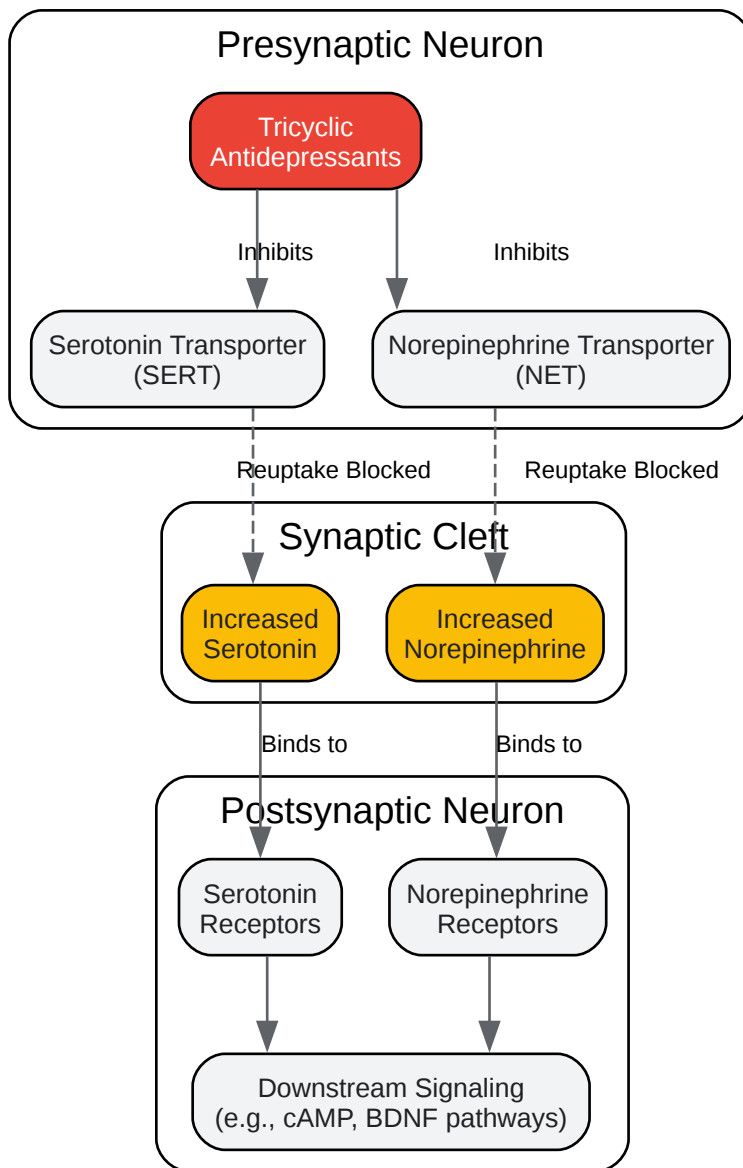 Presynaptic Neuron
Tricyclic
Antidepressants
Inhibits
Inhibits
Serotonin Transporter
(SERT)
Norepinephrine Transporter
(NET)
Reuptake Blocked
Reuptake Blocked
Synaptic Cleft
Increased
Serotonin
Increased
Norepinephrine
Binds to
Binds to
Postsynaptic Neuron
Serotonin
Receptors
Norepinephrine
Receptors
Downstream Signaling
(e.g., cAMP, BDNF pathways)